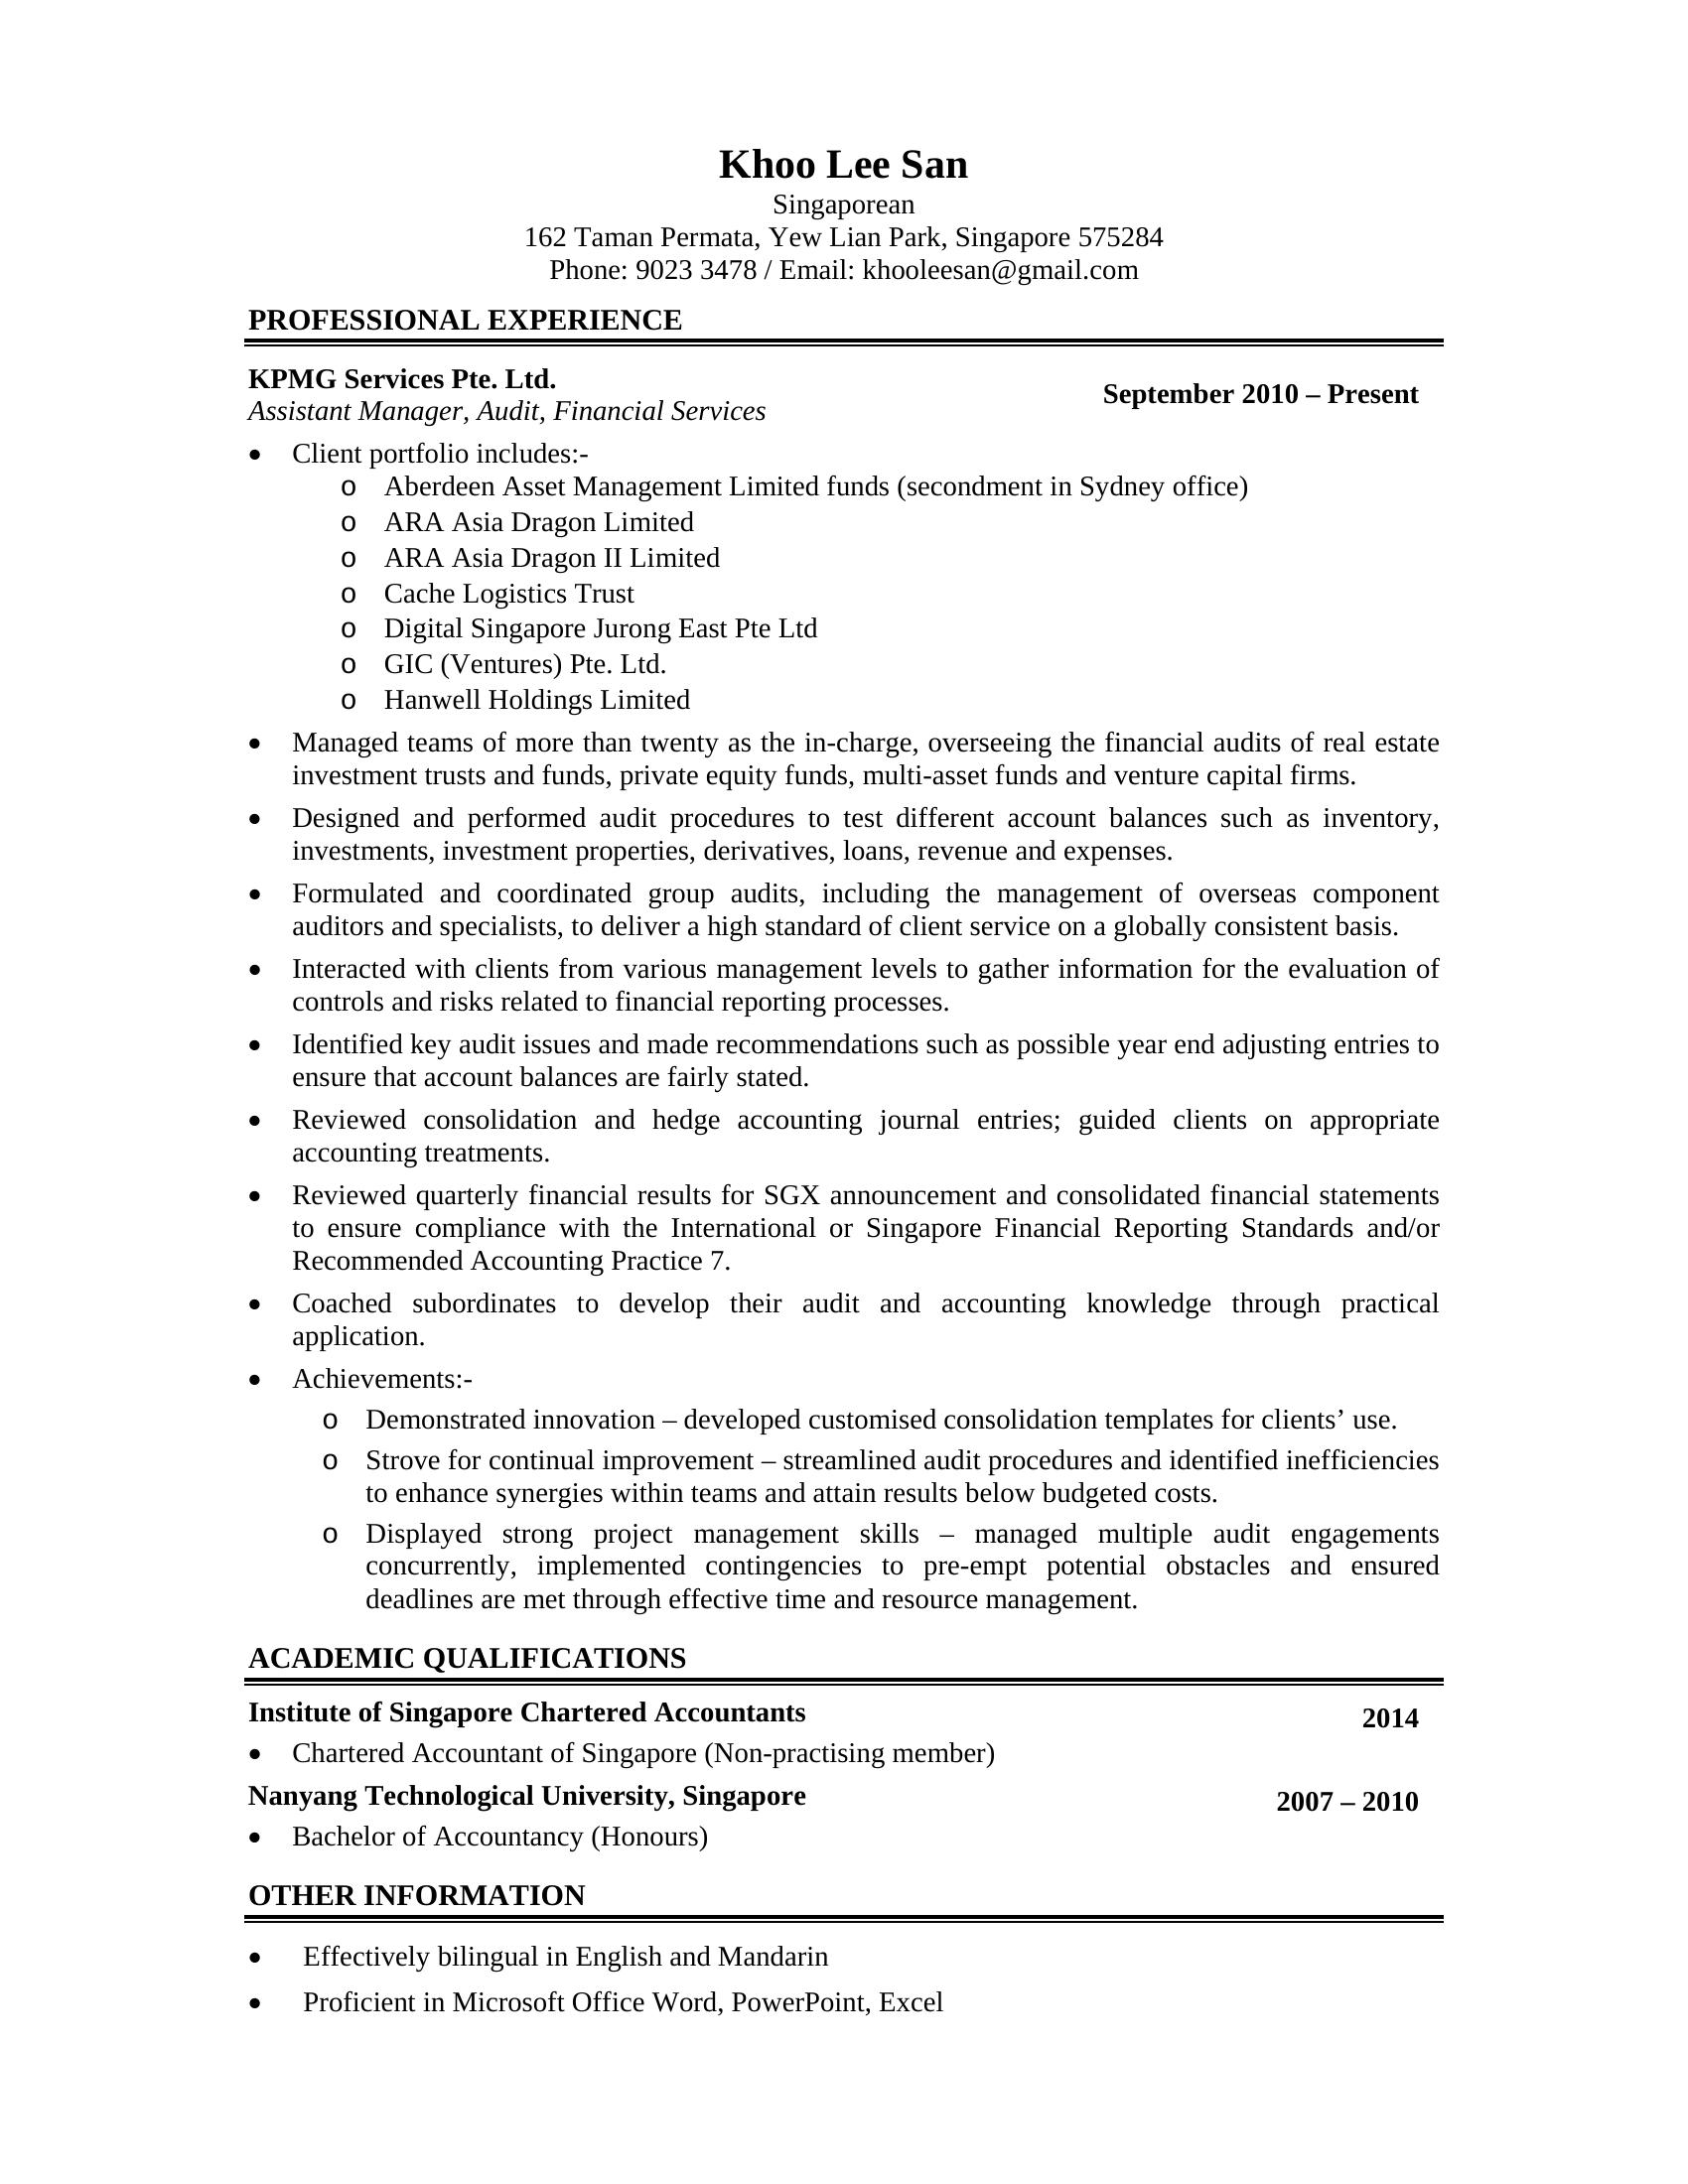 Khoo Lee San
Singaporean
162 Taman Permata, Yew Lian Park, Singapore 575284
Phone: 9023 3478 / Email: khooleesan@gmail.com
PROFESSIONAL EXPERIENCE
KPMG Services Pte. Ltd.
September 2010 – Present
Assistant Manager, Audit, Financial Services
• Client portfolio includes:-
o Aberdeen Asset Management Limited funds (secondment in Sydney office)
o ARA Asia Dragon Limited
o ARA Asia Dragon II Limited
o Cache Logistics Trust
o Digital Singapore Jurong East Pte Ltd
o GIC (Ventures) Pte. Ltd.
o Hanwell Holdings Limited
• Managed teams of more than twenty as the in-charge, overseeing the financial audits of real estate
investment trusts and funds, private equity funds, multi-asset funds and venture capital firms.
• Designed and performed audit procedures to test different account balances such as inventory,
investments, investment properties, derivatives, loans, revenue and expenses.
• Formulated and coordinated group audits, including the management of overseas component
auditors and specialists, to deliver a high standard of client service on a globally consistent basis.
• Interacted with clients from various management levels to gather information for the evaluation of
controls and risks related to financial reporting processes.
• Identified key audit issues and made recommendations such as possible year end adjusting entries to
ensure that account balances are fairly stated.
• Reviewed consolidation and hedge accounting journal entries; guided clients on appropriate
accounting treatments.
• Reviewed quarterly financial results for SGX announcement and consolidated financial statements
to ensure compliance with the International or Singapore Financial Reporting Standards and/or
Recommended Accounting Practice 7.
• Coached subordinates to develop their audit and accounting knowledge through practical
application.
• Achievements:-
o Demonstrated innovation – developed customised consolidation templates for clients’ use.
o Strove for continual improvement – streamlined audit procedures and identified inefficiencies
to enhance synergies within teams and attain results below budgeted costs.
o Displayed strong project management skills – managed multiple audit engagements
concurrently, implemented contingencies to pre-empt potential obstacles and ensured
deadlines are met through effective time and resource management.
ACADEMIC QUALIFICATIONS
Institute of Singapore Chartered Accountants
2014
• Chartered Accountant of Singapore (Non-practising member)
Nanyang Technological University, Singapore
2007 – 2010
• Bachelor of Accountancy (Honours)
OTHER INFORMATION
• Effectively bilingual in English and Mandarin
• Proficient in Microsoft Office Word, PowerPoint, Excel